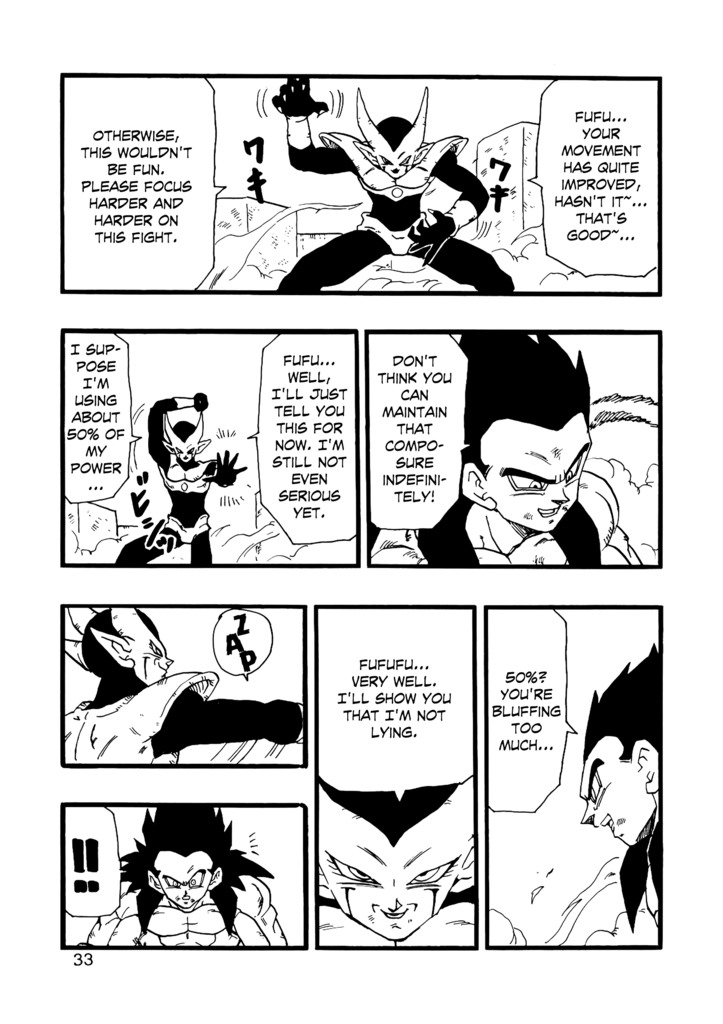 FUFU...
YOUR
MOVEMENT
HAS QUITE
IMPROVED,
HASN'T IT~...
THAT'S
GOOD~...
ワキ
ワキ
OTHERWISE,
THIS WOULDN'T
BE FUN.
PLEASE FOCUS
HARDER AND
HARDER ON
THIS FIGHT.
DON'T
THINK YOU
CAN
MAINTAIN
THAT
COMPO-
SURE
INDEFINI-
TELY!
FUFU...
WELL,
I'LL JUST
TELL YOU
THIS FOR
NOW. I'M
STILL NOT
EVEN
SERIOUS
YET.
I SUP-
POSE
I'M
USING
ABOUT
50% OF
MY
POWER
...
50%?
YOU'RE
BLUFFING
TOO
MUCH...
FUFUFU...
VERY WELL.
I'LL SHOW YOU
THAT I'M NOT
LYING.
ZAP
!!
33